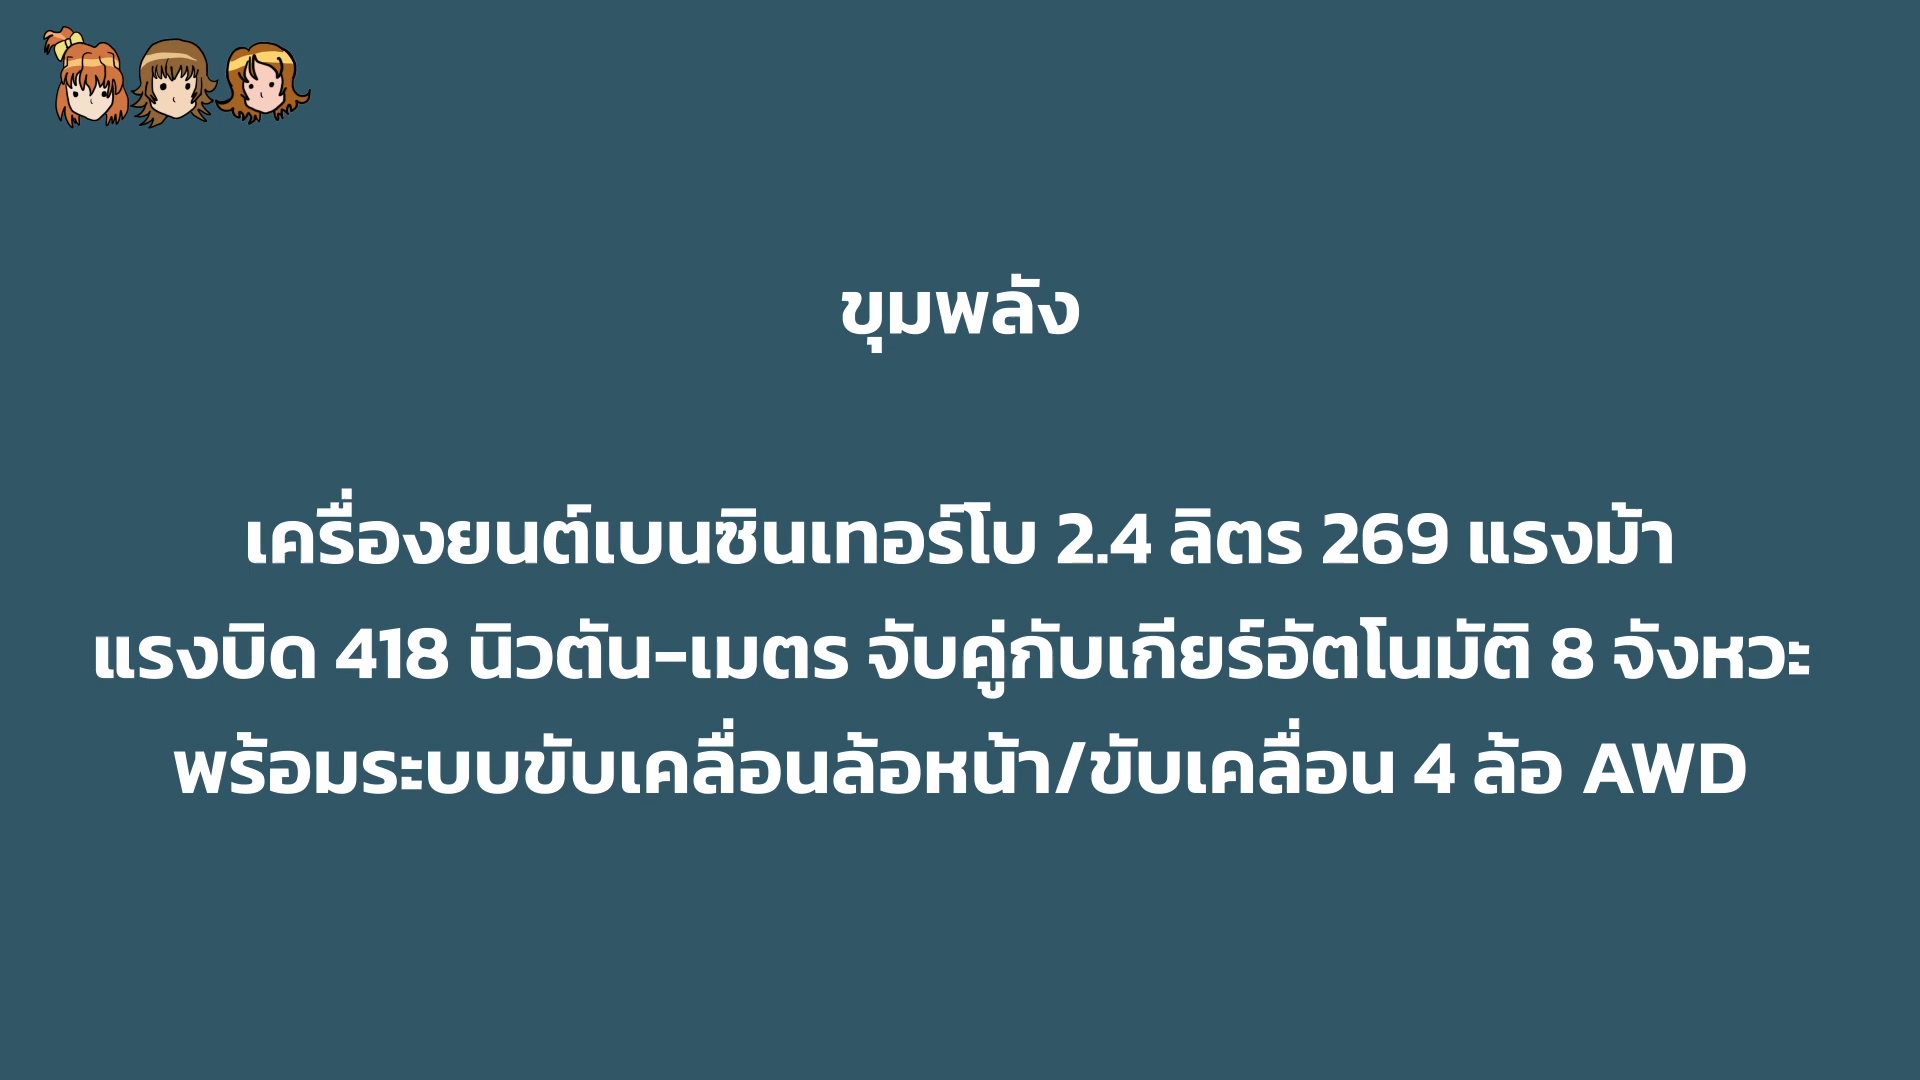 ขุมพลัง
เครื่องยนต์เบนซินเทอร์โบ 2.4 ลิตร 269 แรงม้า
แรงบิด 418 นิวตัน-เมตร จับคู่กับเกียร์อัตโนมัติ 8 จังหวะ
พร้อมระบบขับเคลื่อนล้อหน้า/ขับเคลื่อน 4 ล้อ AWD